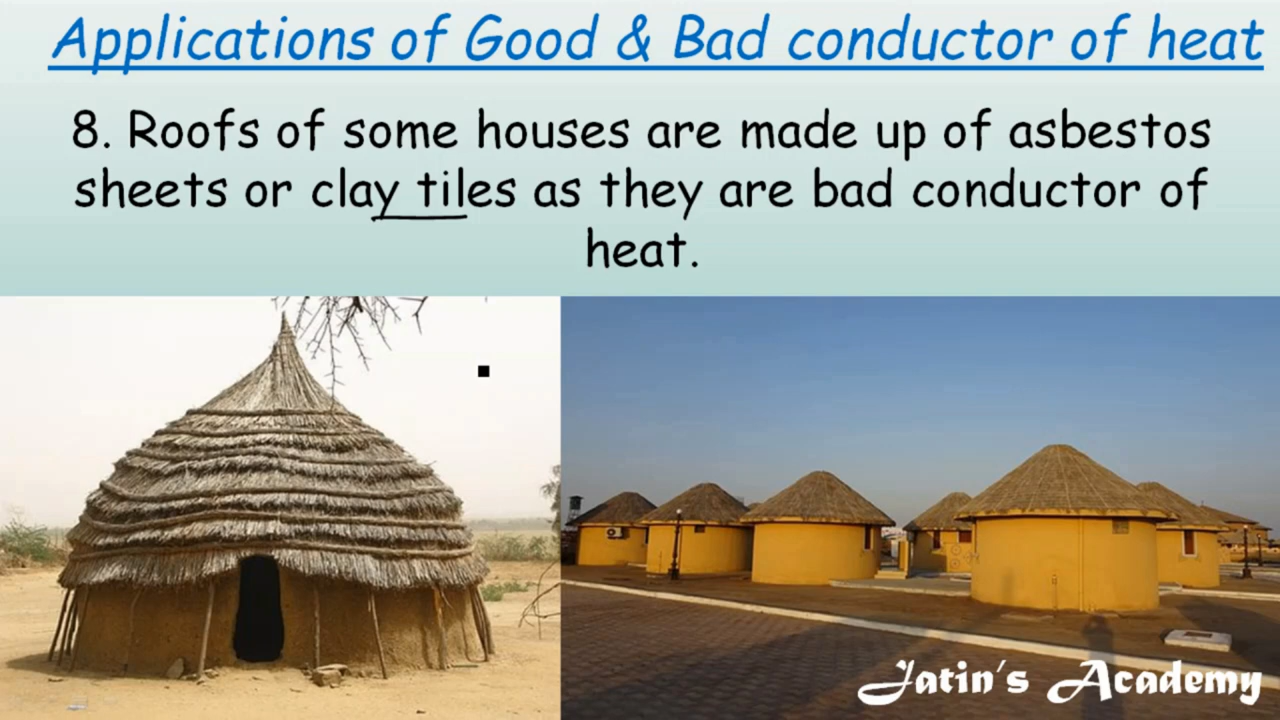 Applications of Good & Bad conductor of heat
8. Roofs of some houses are made up of asbestos
sheets or clay tiles as they are bad conductor of
heat.
Jatin's Academy